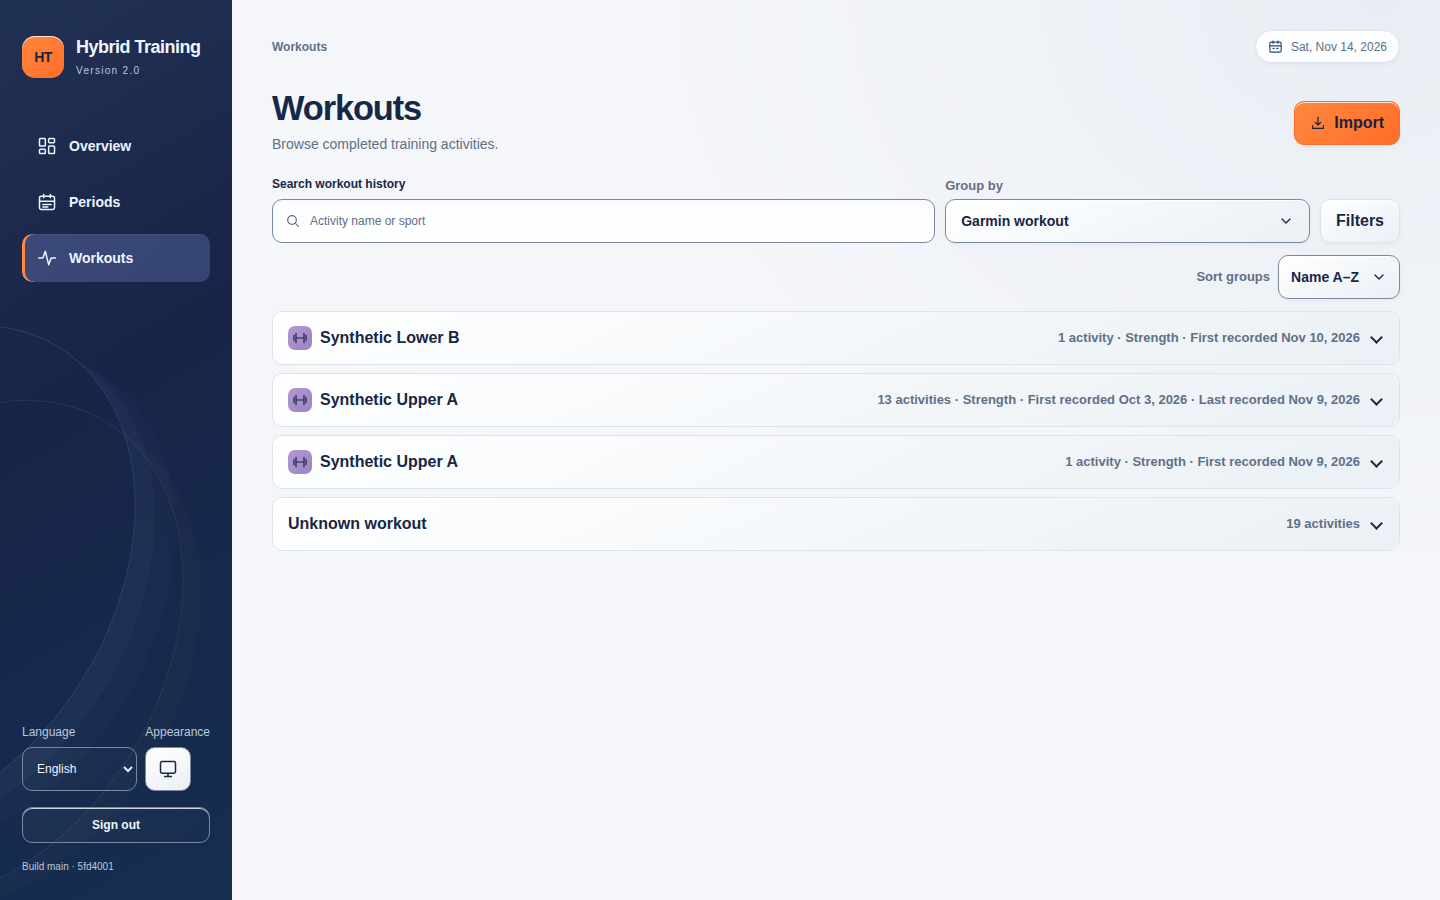 HT
Hybrid Training
Version 2.0
Overview
Periods
Workouts
Language
Appearance
English
Sign out
Build main · 5fd4001
Workouts
Sat, Nov 14, 2026
Workouts
Browse completed training activities.
Import
Search workout history
Activity name or sport
Group by
Garmin workout
Filters
Sort groups
Name A–Z
Synthetic Lower B
1 activity · Strength · First recorded Nov 10, 2026
Synthetic Upper A
13 activities · Strength · First recorded Oct 3, 2026 · Last recorded Nov 9, 2026
Synthetic Upper A
1 activity · Strength · First recorded Nov 9, 2026
Unknown workout
19 activities